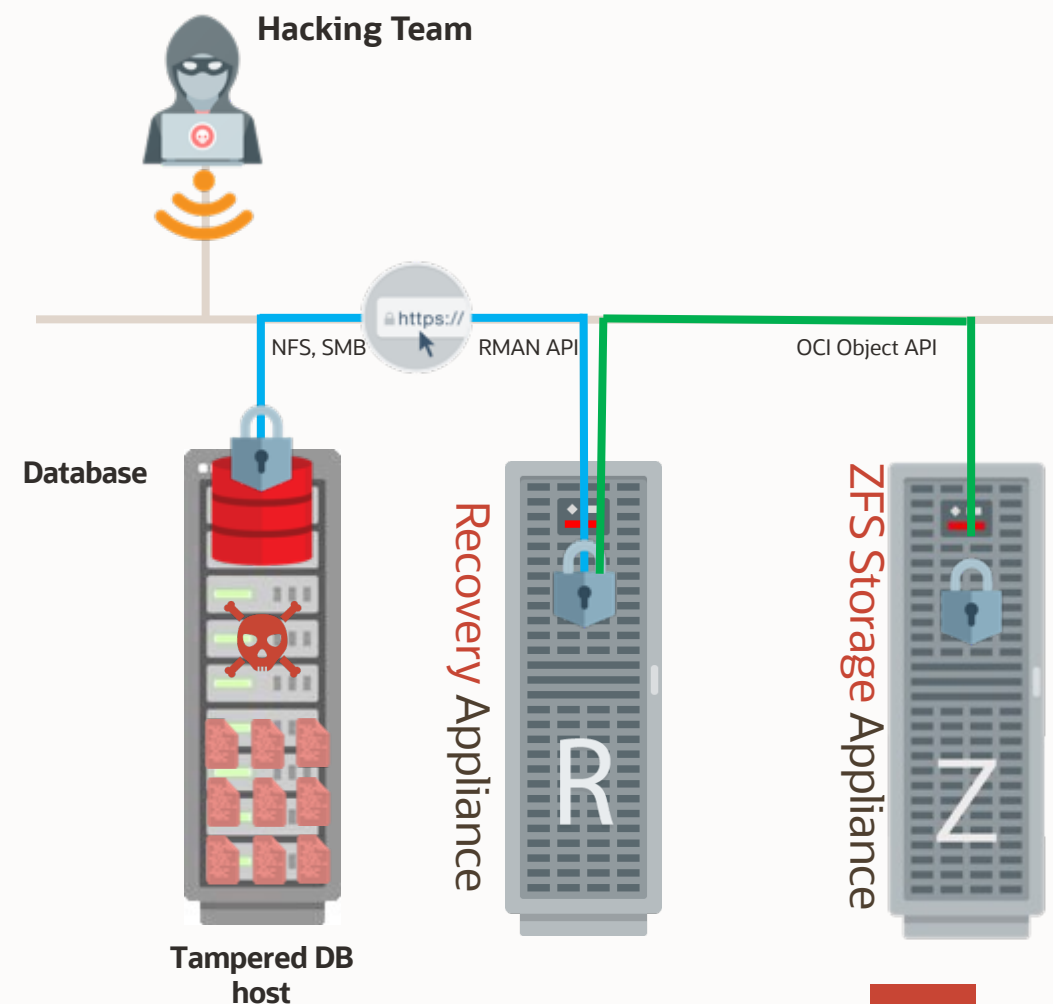 Hacking Team
https://
NFS, SMB
RMAN API
OCI Object API
Database
Recovery Appliance
ZFS Storage Appliance
R
Z
Tampered DB
host